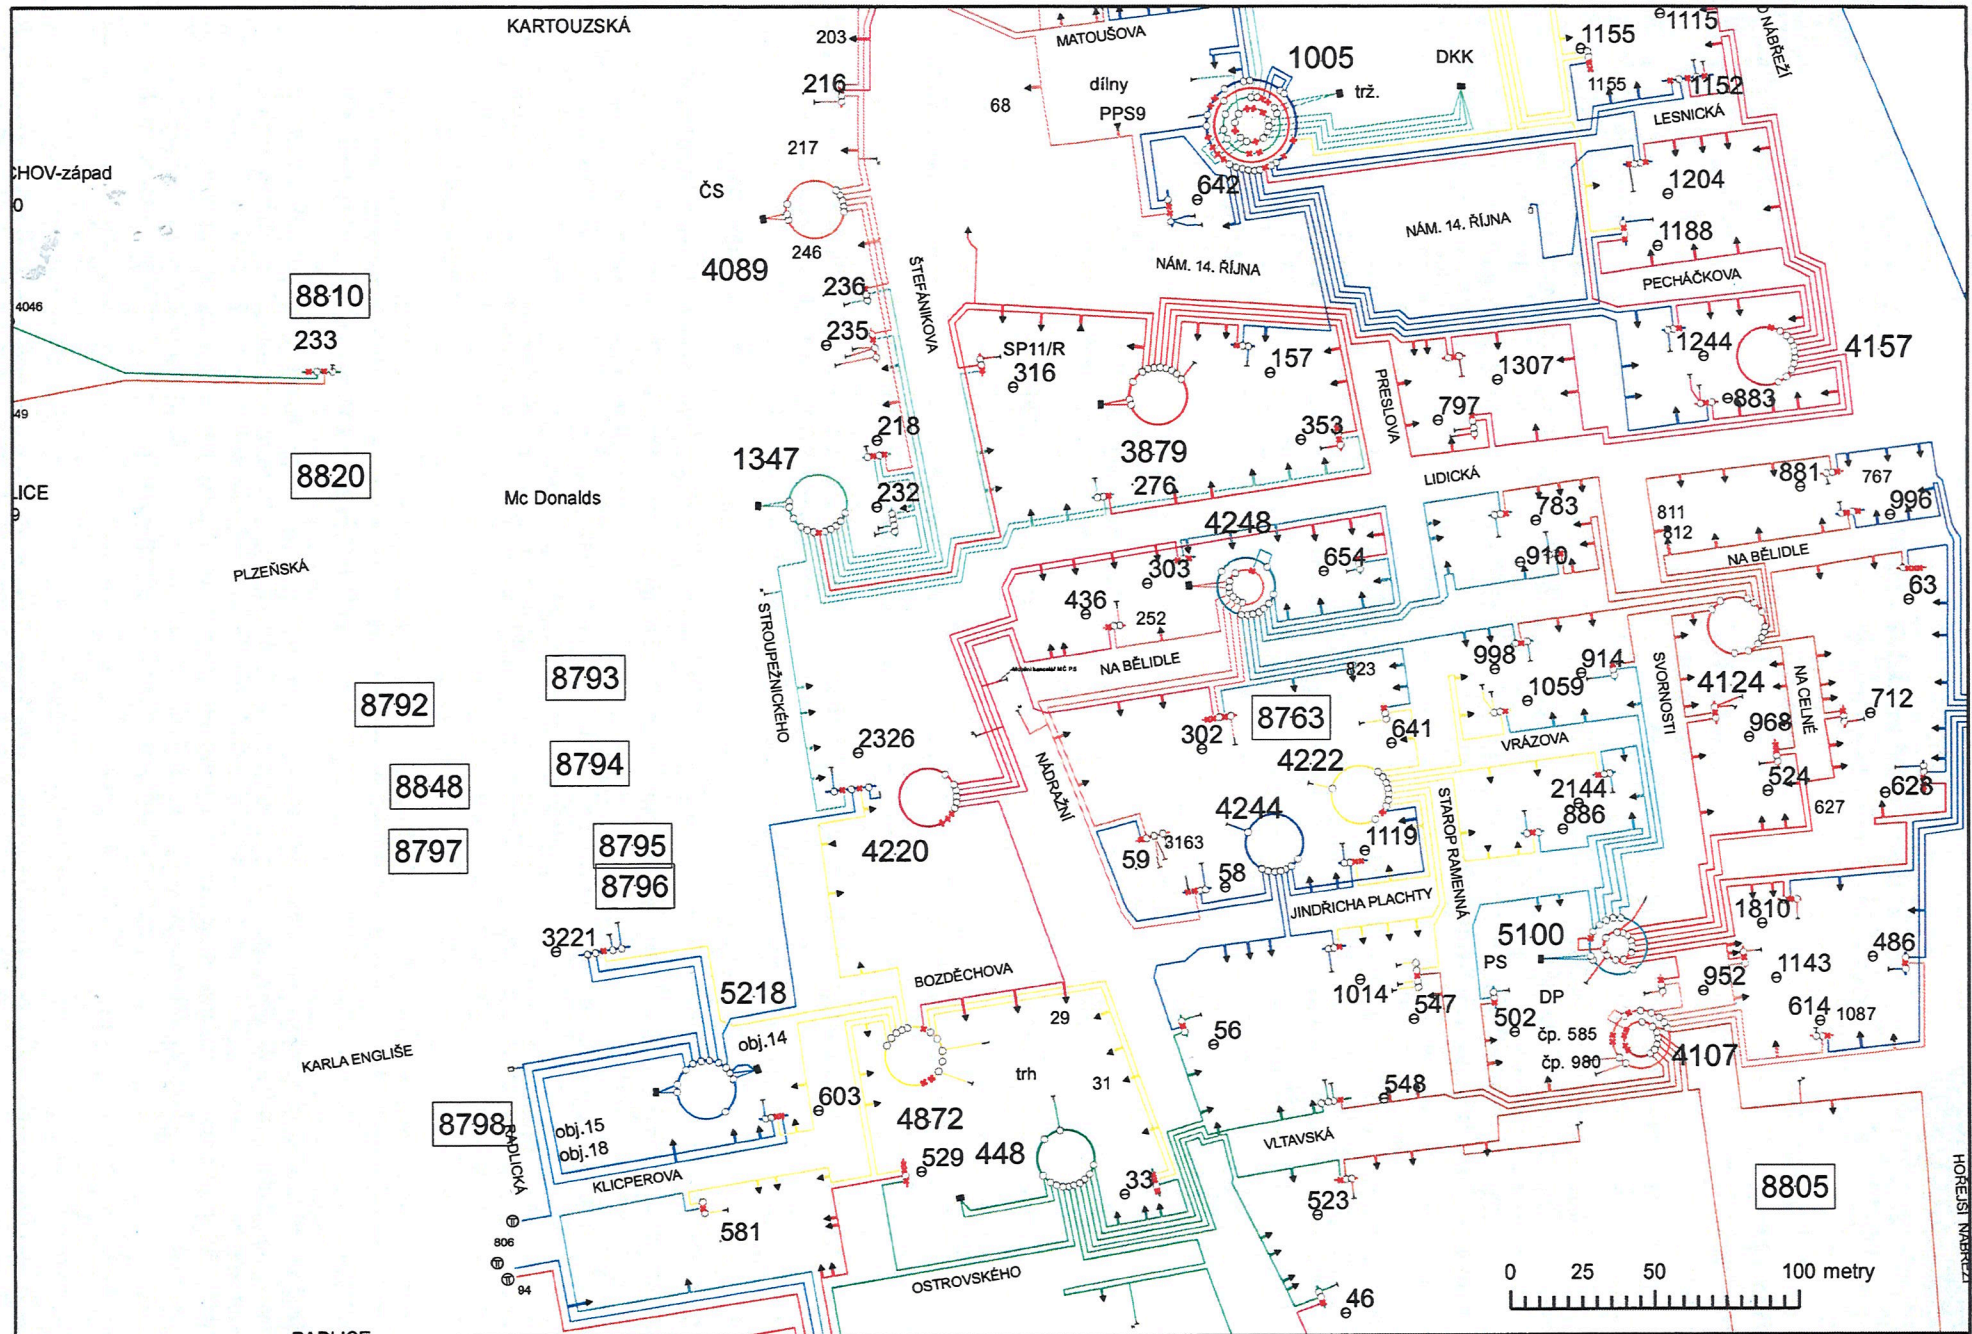 KARTOUZSKÁ
203
MATOUŠOVA
1005
DKK
1155
1115
216
dílny
68
PPS9
trž.
1155
1152
LESNICKÁ
217
CHOV-západ
0
ČS
642
1204
246
4089
NÁM. 14. ŘÍJNA
NÁM. 14. ŘÍJNA
1188
PECHÁČKOVA
8810
4046
233
236
235
ŠTEFÁNIKOVA
SP11/R
316
157
1307
1244
4157
PRESLOVA
883
49
218
353
797
1347
3879
8820
LICE
9
Mc Donalds
232
276
LIDICKÁ
881
767
783
996
811
812
4248
PLZEŇSKÁ
303
654
910
NA BĚLIDLE
63
STROUPEŽNICKÉHO
436
252
NA BĚLIDLE
823
998
914
SVORNOSTI
8793
8792
1059
4124
NA CELNÉ
712
8763
302
641
968
2326
NÁDRAŽNÍ
4222
VRÁZOVA
8794
8848
524
628
2144
886
627
4244
STAROPRAMENNÁ
8797
8795
4220
59
3163
1119
58
8796
JINDŘICHA PLACHTY
1810
3221
5100
486
BOZDĚCHOVA
PS
952
1143
5218
1014
547
DP
614
1087
29
56
502
obj.14
čp. 585
čp. 980
4107
KARLA ENGLIŠE
trh
31
603
548
8798
RADLICKÁ
obj.15
obj.18
4872
529
448
VLTAVSKÁ
KLICPEROVA
33
523
8805
HOŘEJŠÍ NÁBŘEŽÍ
581
806
94
OSTROVSKÉHO
46
0 25 50 100 metry